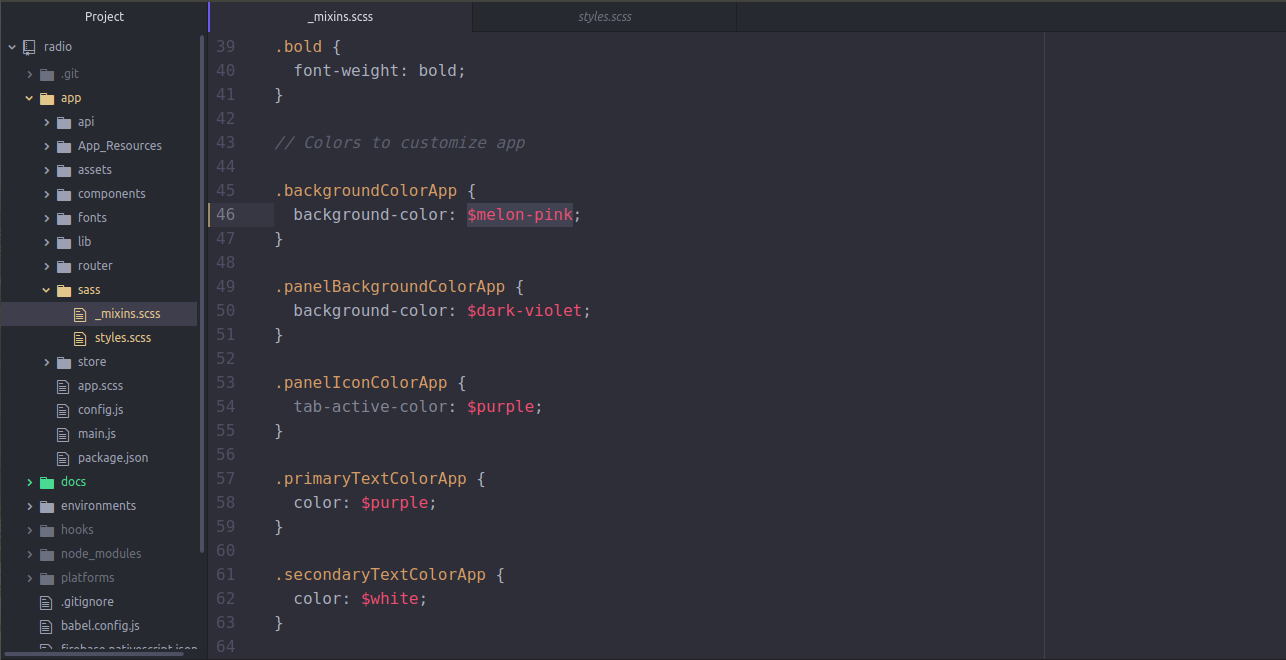 Project
_mixins.scss
styles.scss
radio
.git
app
api
App_Resources
assets
components
fonts
lib
router
sass
_mixins.scss
styles.scss
store
app.scss
config.js
main.js
package.json
docs
environments
hooks
node_modules
platforms
.gitignore
babel.config.js
firebase.nativescript.json
39 .bold {
40 font-weight: bold;
41 }
42
43 // Colors to customize app
44
45 .backgroundColorApp {
46 background-color: $melon-pink;
47 }
48
49 .panelBackgroundColorApp {
50 background-color: $dark-violet;
51 }
52
53 .panelIconColorApp {
54 tab-active-color: $purple;
55 }
56
57 .primaryTextColorApp {
58 color: $purple;
59 }
60
61 .secondaryTextColorApp {
62 color: $white;
63 }
64